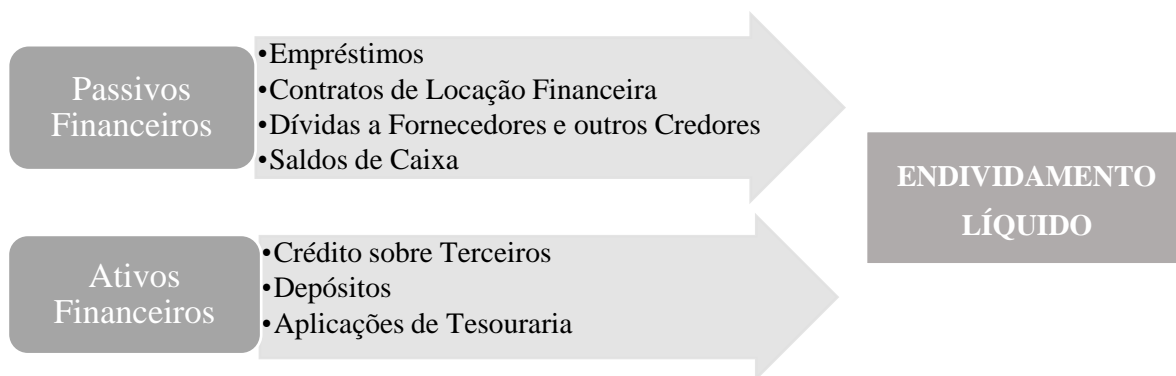 Passivos
Financeiros
•Empréstimos
•Contratos de Locação Financeira
•Dívidas a Fornecedores e outros Credores
•Saldos de Caixa
Ativos
Financeiros
•Crédito sobre Terceiros
•Depósitos
•Aplicações de Tesouraria
ENDIVIDAMENTO
LÍQUIDO